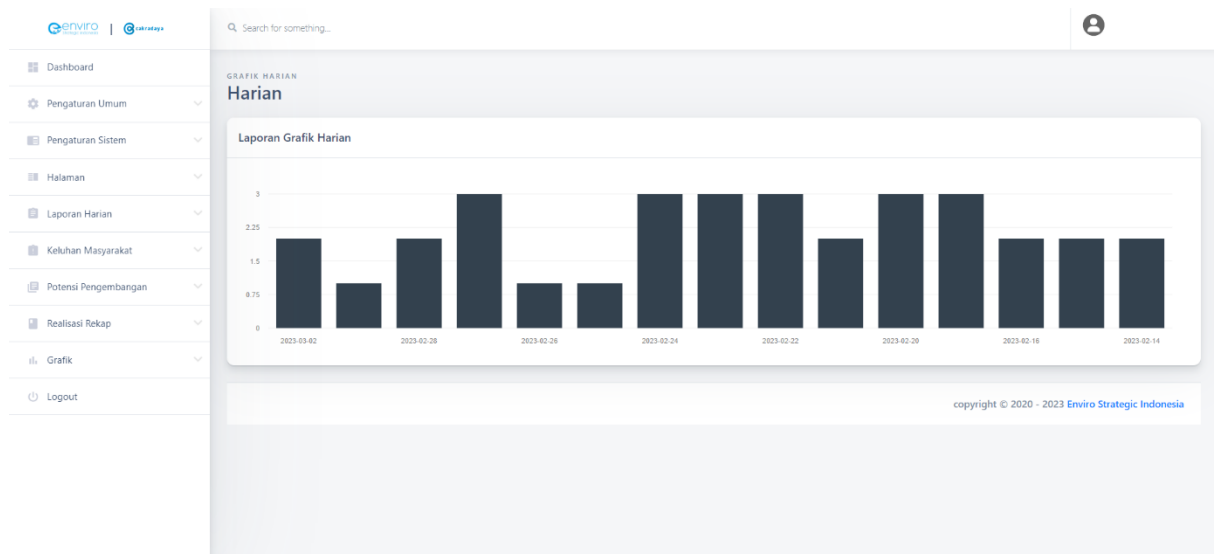 enviro | cakradaya
Search for something...
Dashboard
Pengaturan Umum
Pengaturan Sistem
Halaman
Laporan Harian
Keluhan Masyarakat
Potensi Pengembangan
Realisasi Rekap
Grafik
Logout
GRAFIK HARIAN
Harian
Laporan Grafik Harian
3
2.25
1.5
0.75
0
2023-03-02 2023-02-28 2023-02-26 2023-02-24 2023-02-22 2023-02-20 2023-02-16 2023-02-14
copyright © 2020 - 2023 Enviro Strategic Indonesia